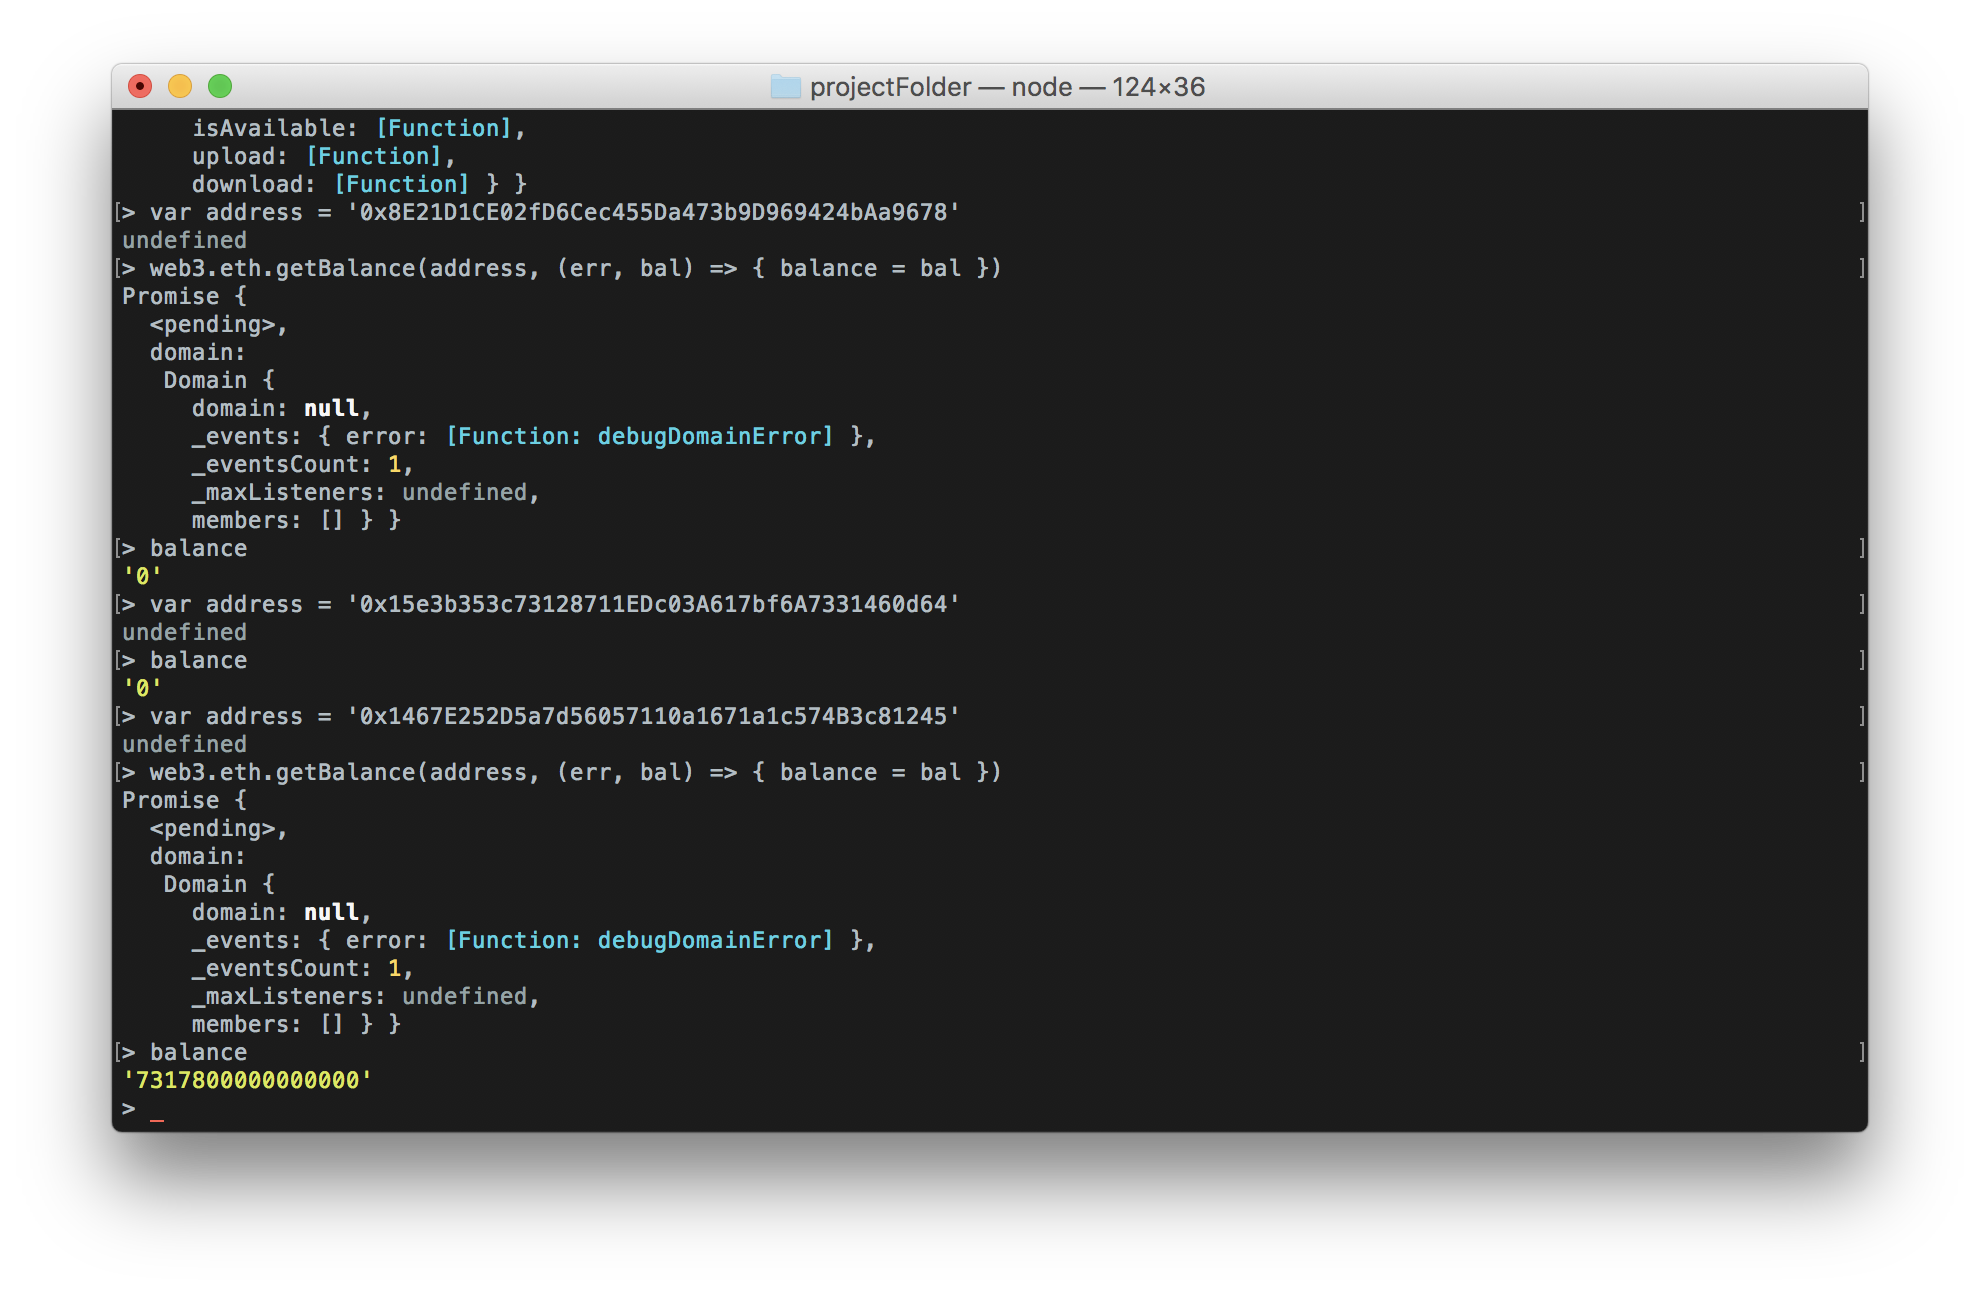 projectFolder — node — 124×36
isAvailable: [Function],
upload: [Function],
download: [Function] } }
[> var address = '0x8E21D1CE02fD6Cec455Da473b9D969424bAa9678' ]
undefined
[> web3.eth.getBalance(address, (err, bal) => { balance = bal }) ]
Promise {
<pending>,
domain:
Domain {
domain: null,
_events: { error: [Function: debugDomainError] },
_eventsCount: 1,
_maxListeners: undefined,
members: [] } }
[> balance ]
'0'
[> var address = '0x15e3b353c73128711EDc03A617bf6A7331460d64' ]
undefined
[> balance ]
'0'
[> var address = '0x1467E252D5a7d56057110a1671a1c574B3c81245' ]
undefined
[> web3.eth.getBalance(address, (err, bal) => { balance = bal }) ]
Promise {
<pending>,
domain:
Domain {
domain: null,
_events: { error: [Function: debugDomainError] },
_eventsCount: 1,
_maxListeners: undefined,
members: [] } }
[> balance ]
'7317800000000000'
> _